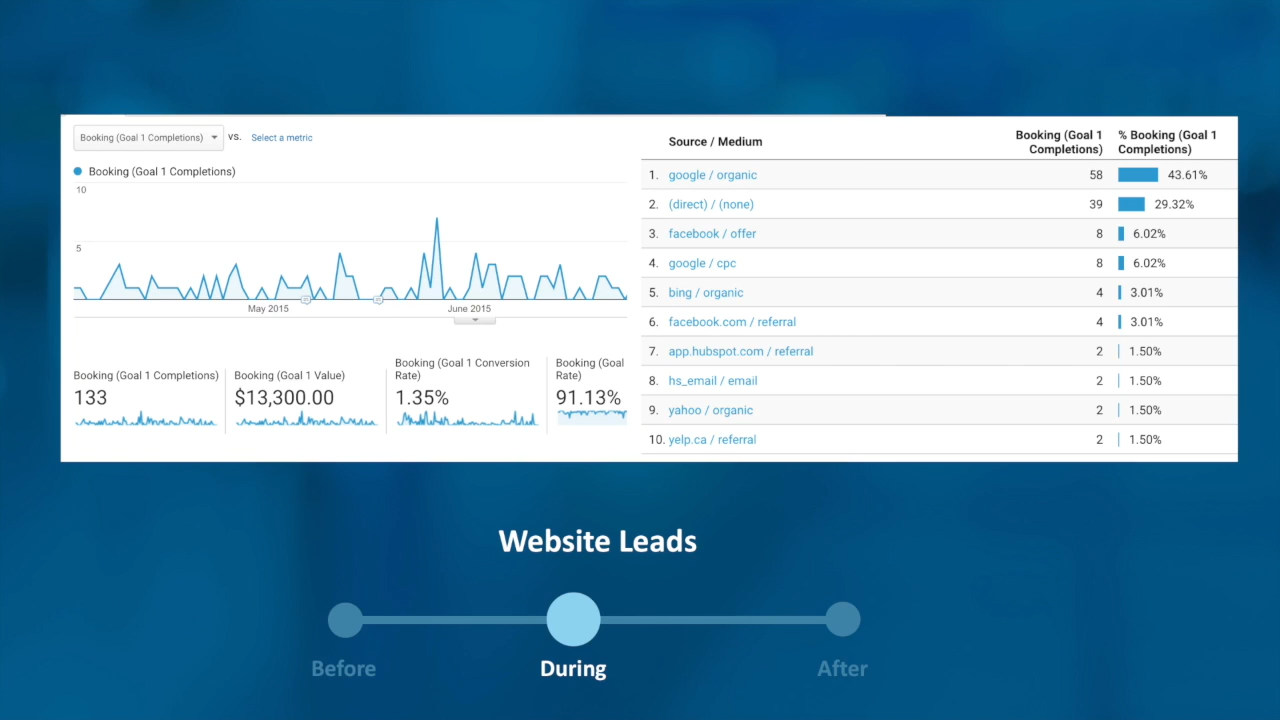 Booking (Goal 1 Completions) vs. Select a metric
Booking (Goal 1 Completions)
10
5
May 2015 June 2015
Booking (Goal 1 Completions)
133
Booking (Goal 1 Value)
$13,300.00
Booking (Goal 1 Conversion
Rate)
1.35%
Booking (Goal
Rate)
91.13%
Source / Medium
Booking (Goal 1
Completions)
% Booking (Goal 1
Completions)
1. google / organic 58 43.61%
2. (direct) / (none) 39 29.32%
3. facebook / offer 8 6.02%
4. google / cpc 8 6.02%
5. bing / organic 4 3.01%
6. facebook.com / referral 4 3.01%
7. app.hubspot.com / referral 2 1.50%
8. hs_email / email 2 1.50%
9. yahoo / organic 2 1.50%
10. yelp.ca / referral 2 1.50%
Website Leads
Before During After